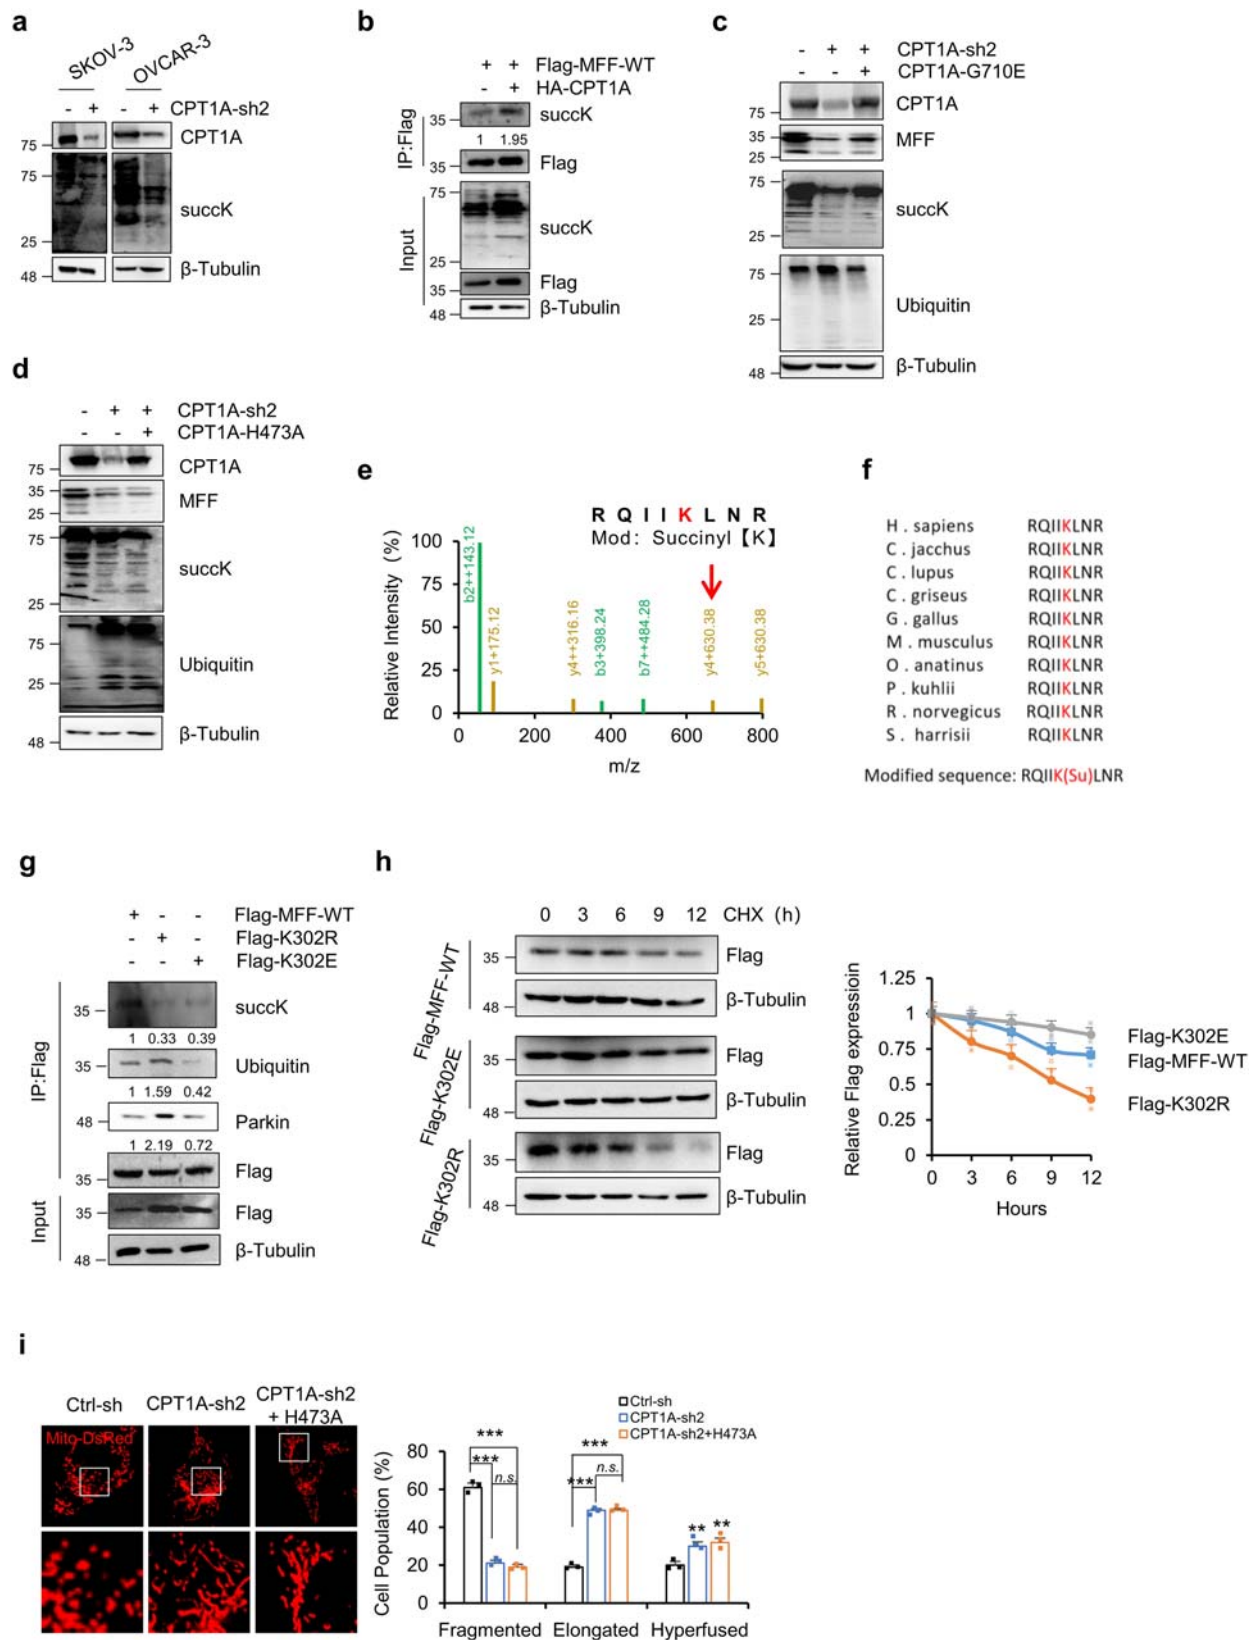 a
SKOV-3
OVCAR-3
- + - + CPT1A-sh2
75
CPT1A
75
succK
25
48
β-Tubulin
b
+ + Flag-MFF-WT
- + HA-CPT1A
IP:Flag
35
succK
1 1.95
35
Flag
Input
75
succK
25
35
Flag
48
β-Tubulin
c
- + + CPT1A-sh2
- - + CPT1A-G710E
75
CPT1A
35
MFF
25
75
succK
25
75
Ubiquitin
25
48
β-Tubulin
d
- + + CPT1A-sh2
- - + CPT1A-H473A
75
CPT1A
35
MFF
25
75
succK
25
75
Ubiquitin
25
48
β-Tubulin
e
R Q I I K L N R
Mod: Succinyl【K】
Relative Intensity (%)
100
75
50
25
0
b2++143.12
y1+175.12
y4++316.16
b3+398.24
b7++484.28
y4+630.38
y5+630.38
0 200 400 600 800
m/z
f
H . sapiens RQIIKLNR
C . jacchus RQIIKLNR
C . lupus RQIIKLNR
C . griseus RQIIKLNR
G . gallus RQIIKLNR
M . musculus RQIIKLNR
O . anatinus RQIIKLNR
P . kuhlii RQIIKLNR
R . norvegicus RQIIKLNR
S . harrisii RQIIKLNR
Modified sequence: RQIIK(Su)LNR
g
+ - - Flag-MFF-WT
- + - Flag-K302R
- - + Flag-K302E
IP:Flag
35
succK
1 0.33 0.39
Ubiquitin
1 1.59 0.42
48
Parkin
1 2.19 0.72
35
Flag
Input
35
Flag
48
β-Tubulin
h
0 3 6 9 12 CHX (h)
Flag-MFF-WT
35
Flag
48
β-Tubulin
Flag-K302E
35
Flag
48
β-Tubulin
Flag-K302R
35
Flag
48
β-Tubulin
Relative Flag expressioin
1.25
1
0.75
0.5
0.25
0
Flag-K302E
Flag-MFF-WT
Flag-K302R
0 3 6 9 12
Hours
i
Ctrl-sh
CPT1A-sh2
CPT1A-sh2
+ H473A
Mito-DsRed
Ctrl-sh
CPT1A-sh2
CPT1A-sh2+H473A
Cell Population (%)
80
60
40
20
0
***
***
n.s.
***
***
n.s.
** **
Fragmented Elongated Hyperfused